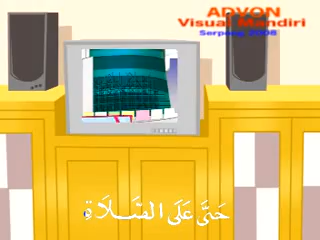 ADVON
Visual Mandiri
Serpong 2008
حَتَّى عَلَى الصَّلَاةِ